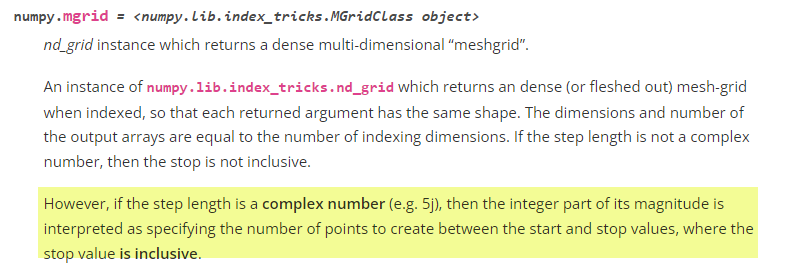 numpy.mgrid = <numpy.lib.index_tricks.MGridClass object>
nd_grid instance which returns a dense multi-dimensional “meshgrid”.
An instance of numpy.lib.index_tricks.nd_grid which returns an dense (or fleshed out) mesh-grid
when indexed, so that each returned argument has the same shape. The dimensions and number of
the output arrays are equal to the number of indexing dimensions. If the step length is not a complex
number, then the stop is not inclusive.
However, if the step length is a complex number (e.g. 5j), then the integer part of its magnitude is
interpreted as specifying the number of points to create between the start and stop values, where the
stop value is inclusive.